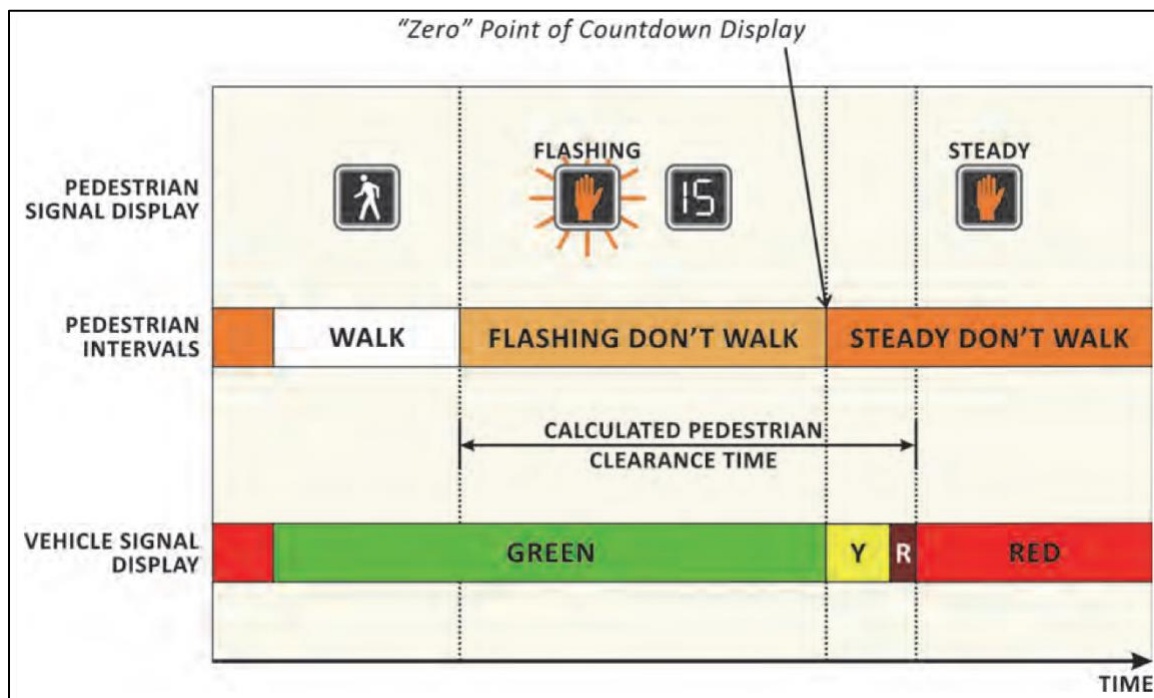 “Zero” Point of Countdown Display
FLASHING
STEADY
PEDESTRIAN
SIGNAL DISPLAY
15
PEDESTRIAN
INTERVALS
WALK
FLASHING DON'T WALK
STEADY DON'T WALK
CALCULATED PEDESTRIAN
CLEARANCE TIME
VEHICLE SIGNAL
DISPLAY
GREEN
Y
R
RED
TIME